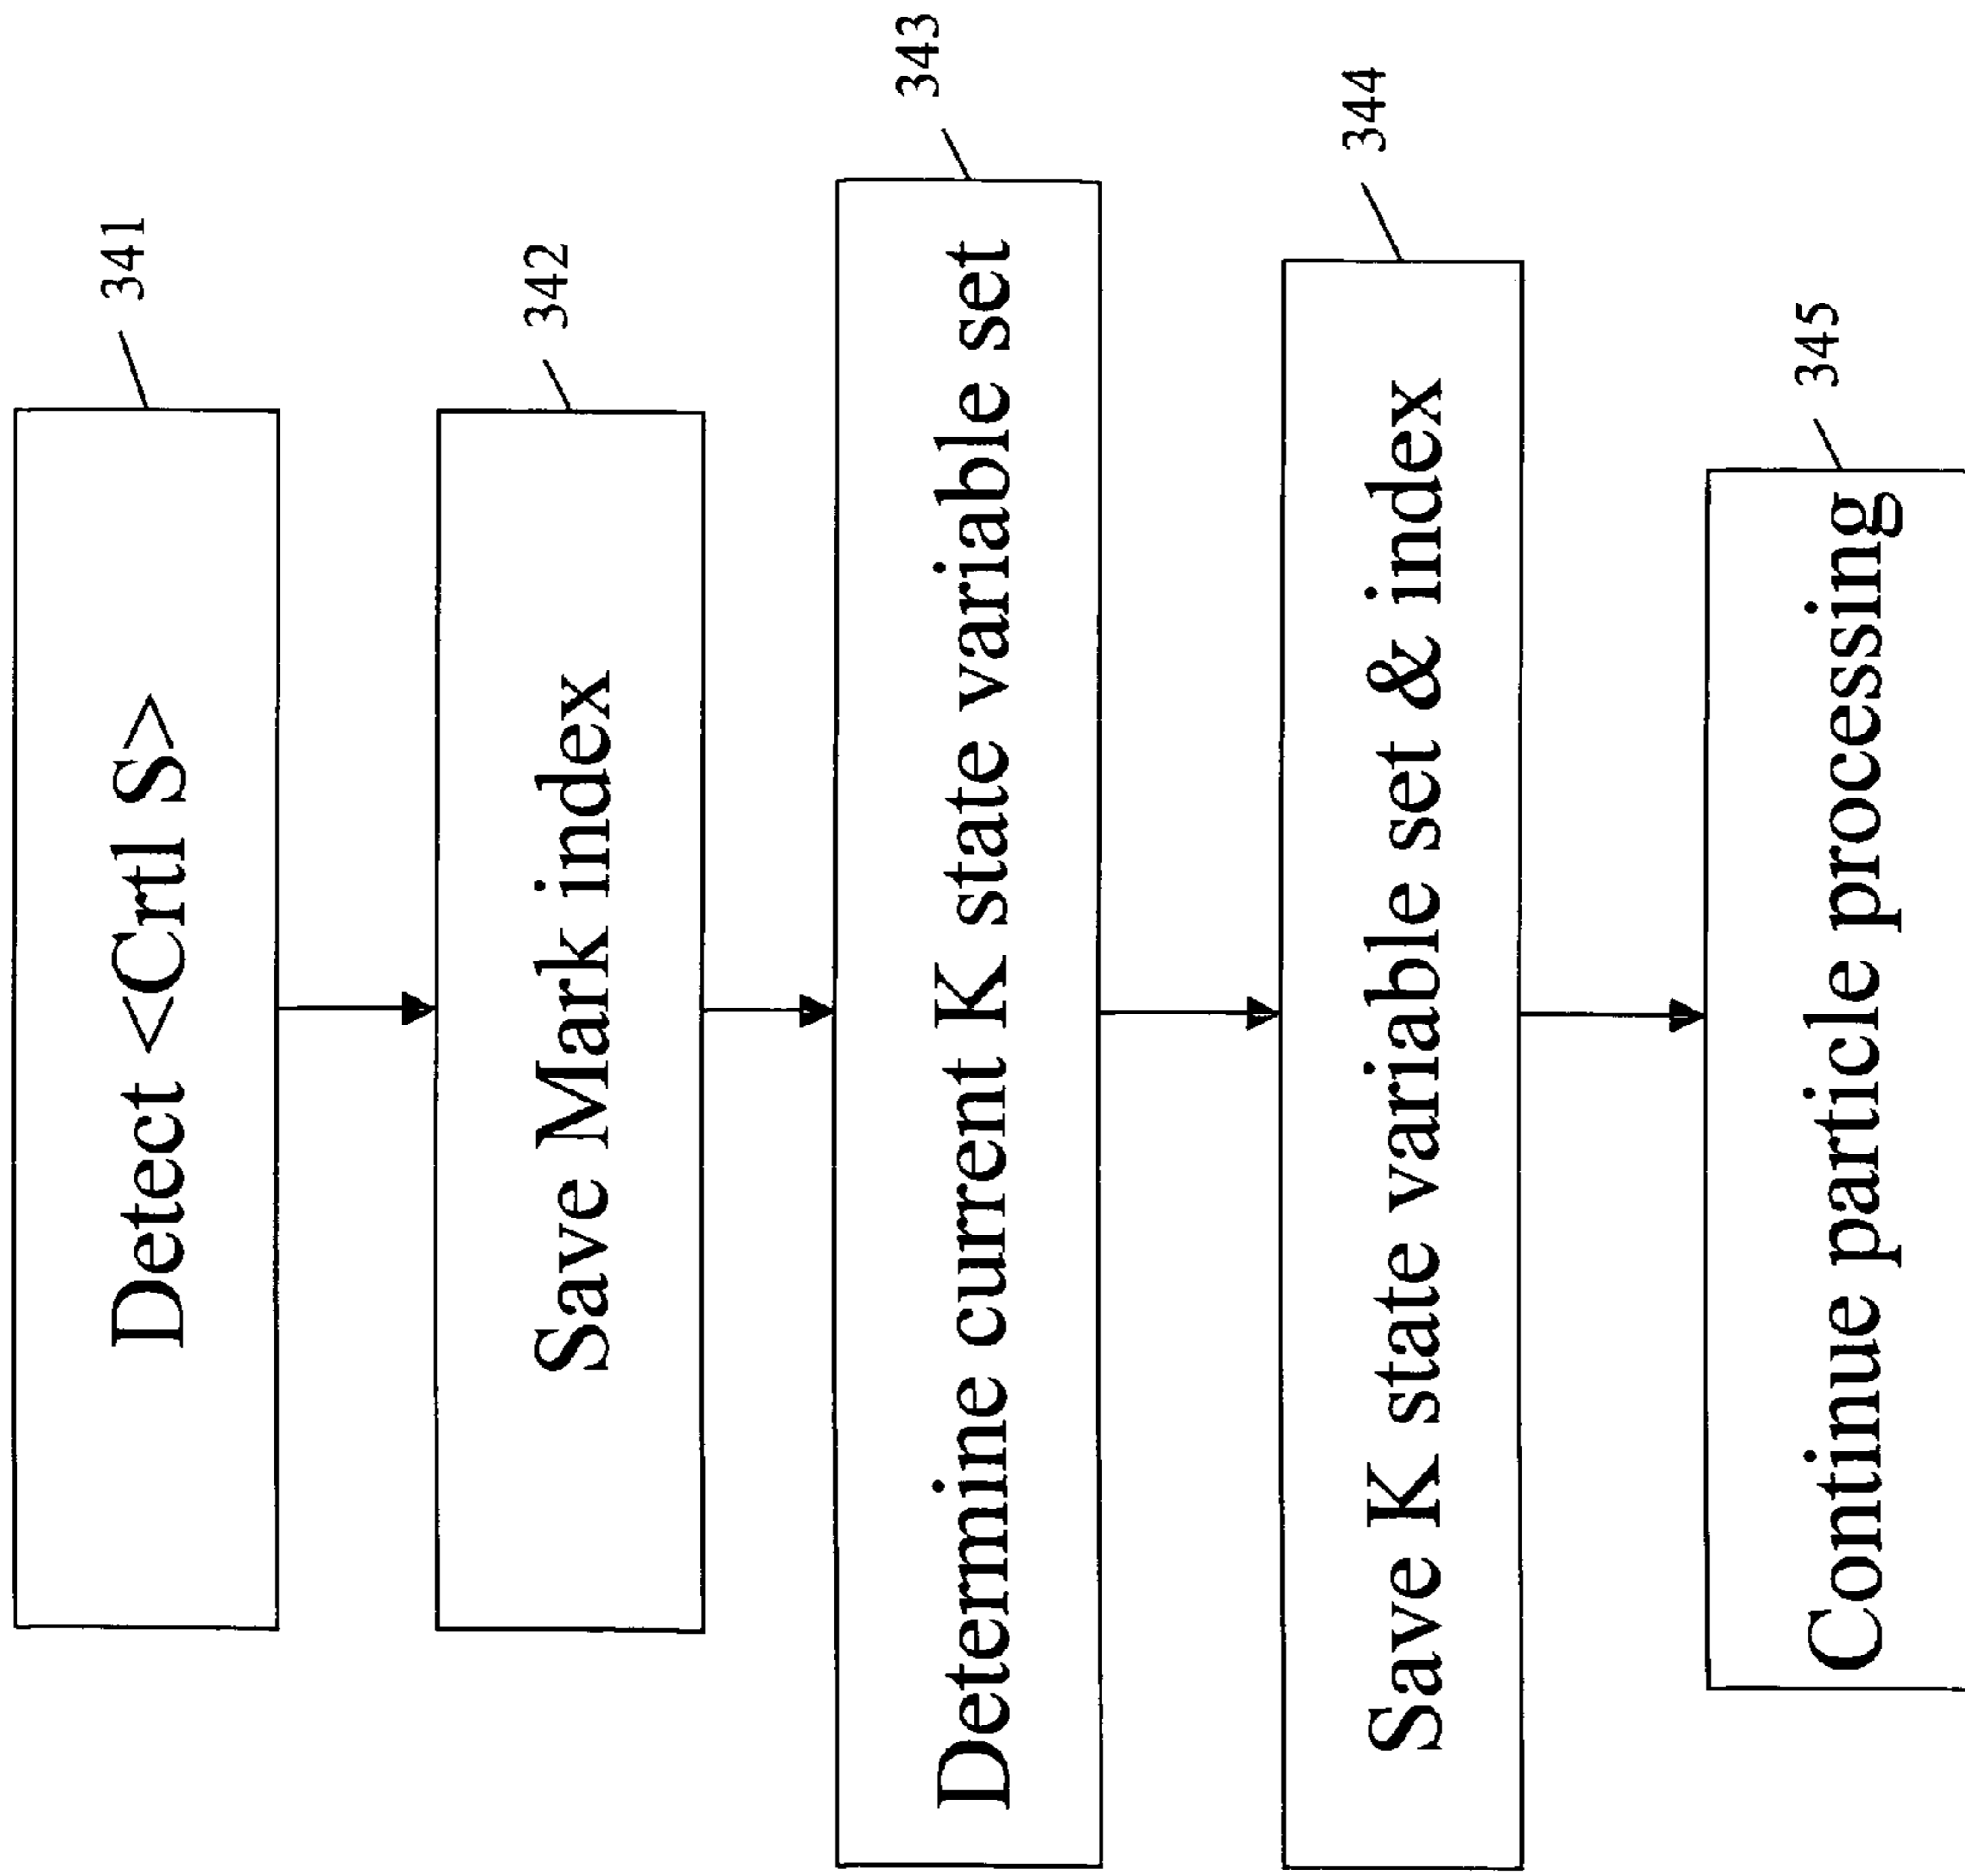 Detect <Crtl S>
341
Save Mark index
342
Determine current K state variable set
343
Save K state variable set & index
344
Continue particle processing
345